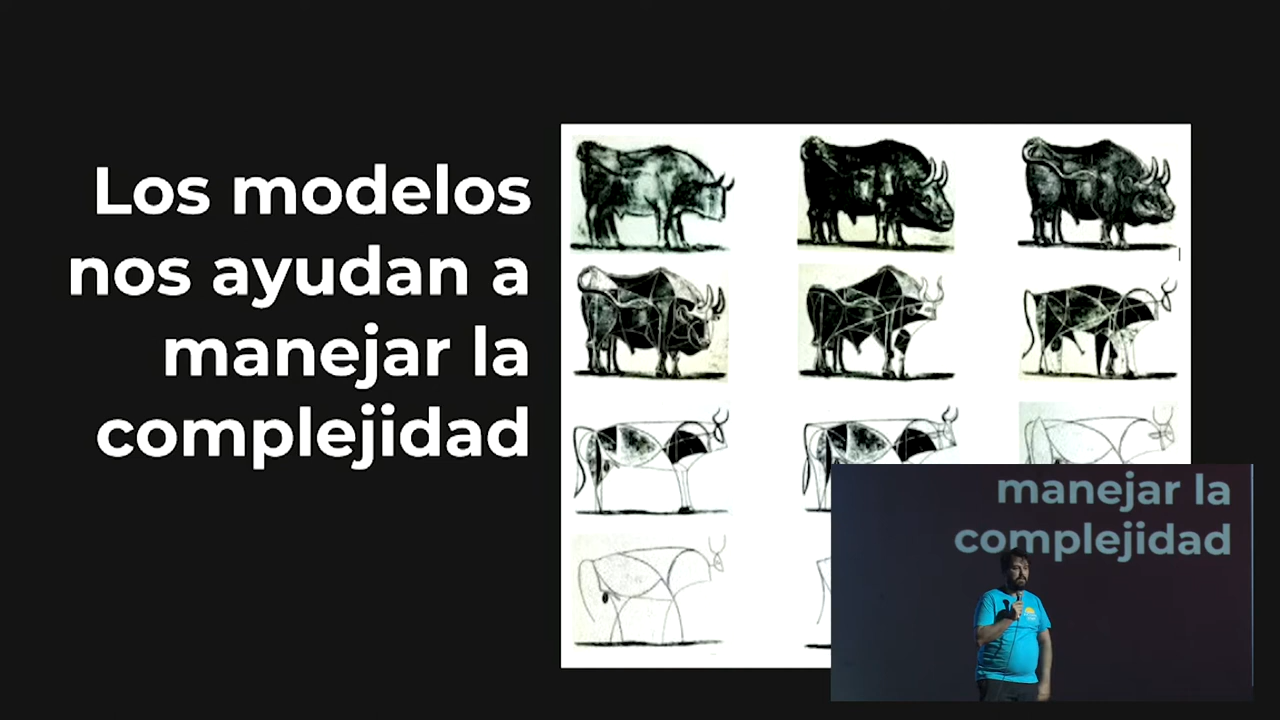 Los modelos
nos ayudan a
manejar la
complejidad
manejar la
complejidad